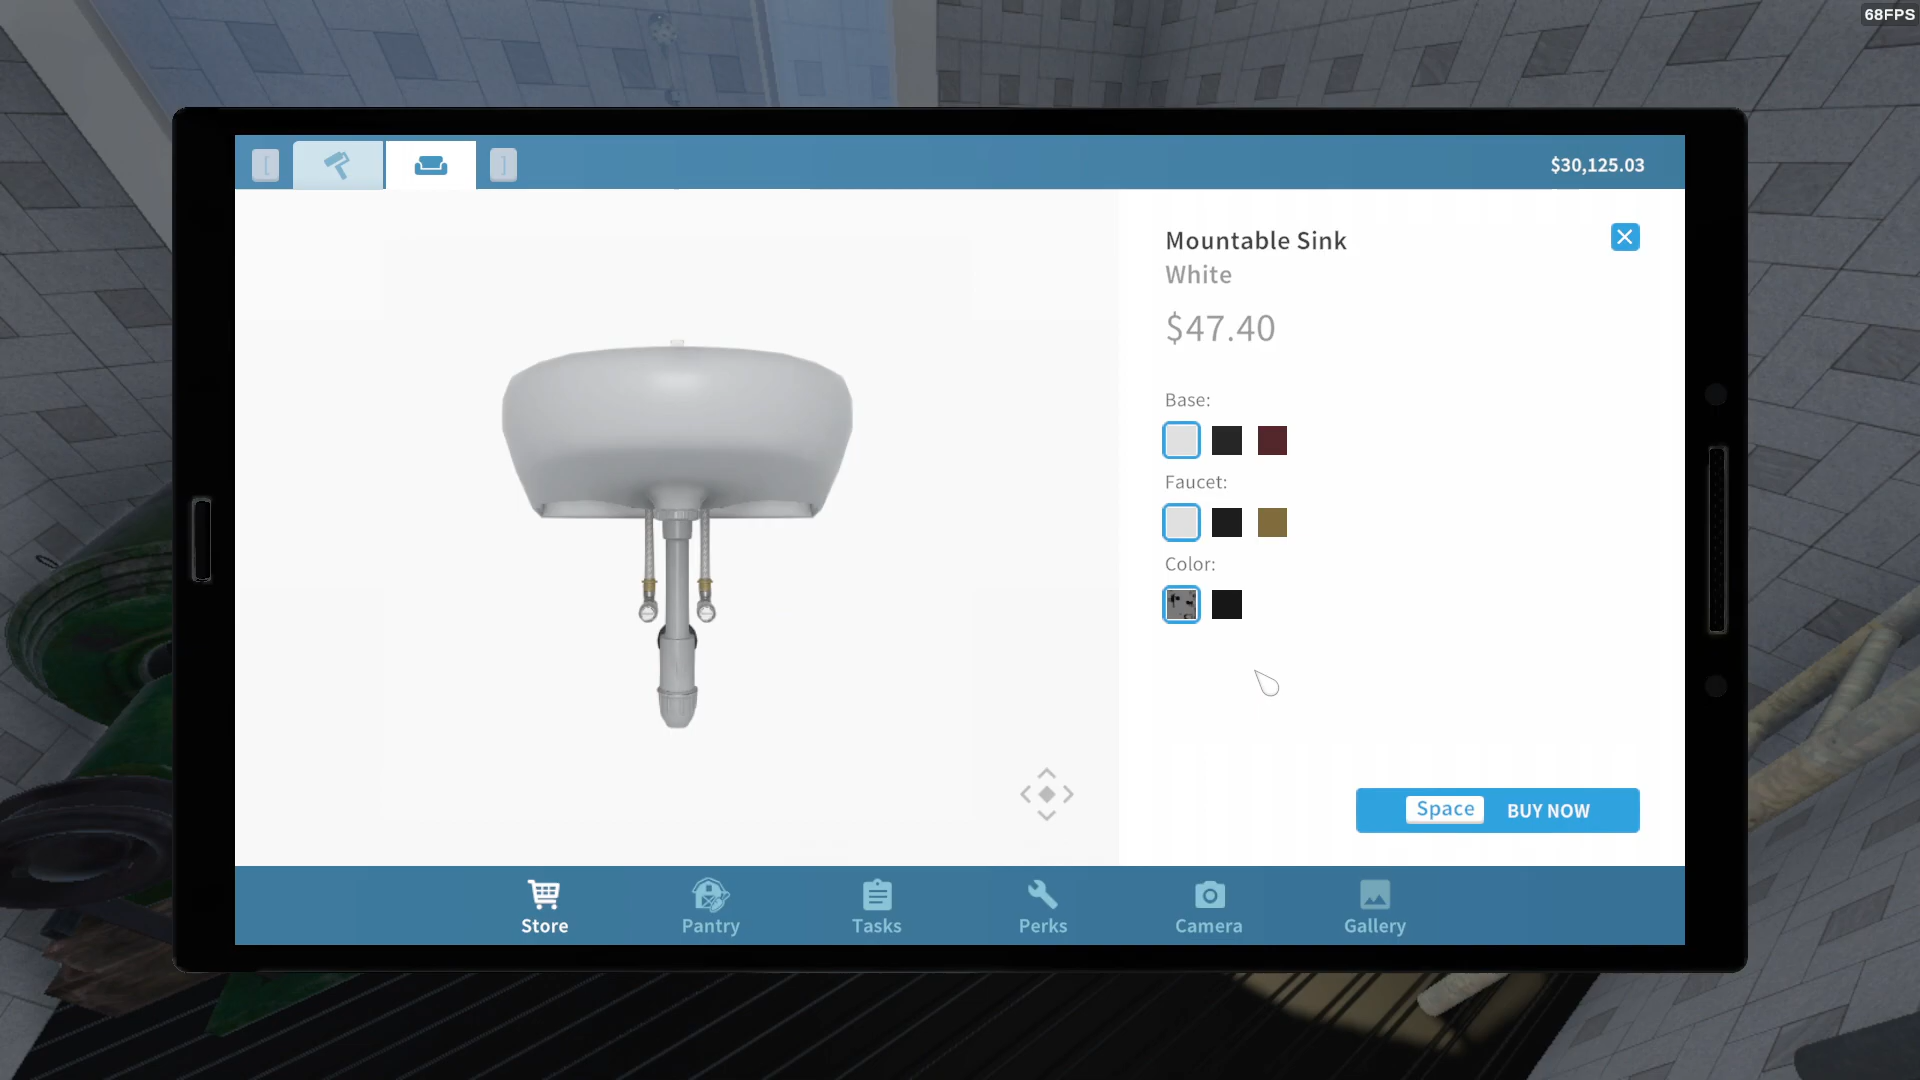 68FPS
[
]
$30,125.03
Mountable Sink
White
$47.40
Base:
Faucet:
Color:
Space BUY NOW
Store
Pantry
Tasks
Perks
Camera
Gallery